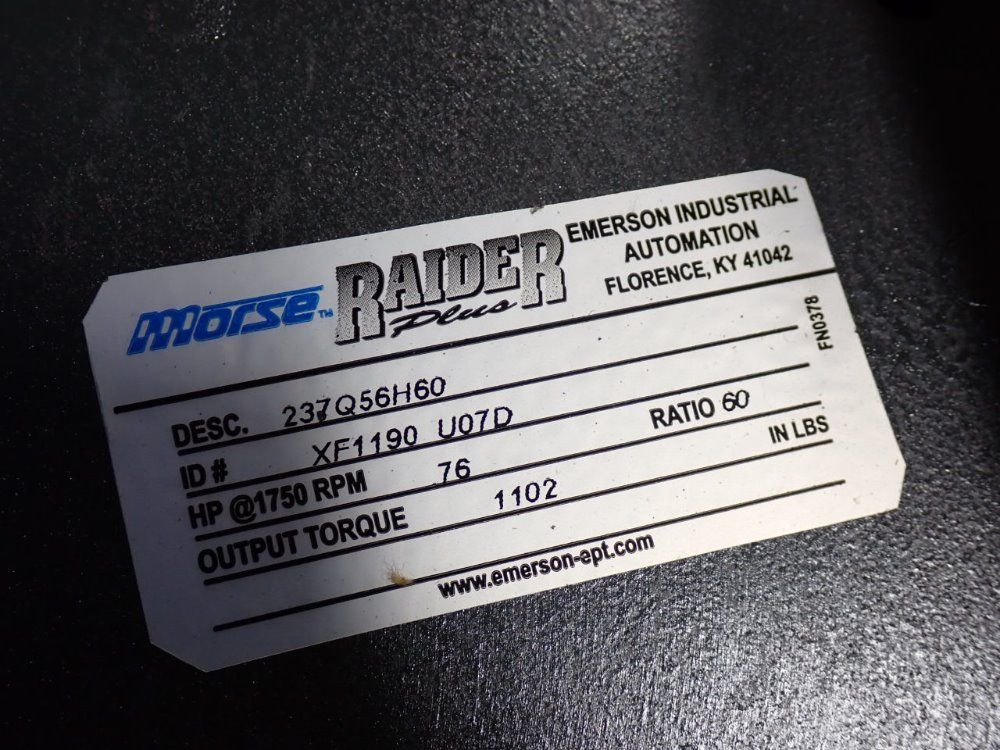 morse™ RAIDER Plus
EMERSON INDUSTRIAL
AUTOMATION
FLORENCE, KY 41042
FN0378
DESC. 237Q56H60
ID # XF1190 U07D
HP @1750 RPM .76 RATIO 60
OUTPUT TORQUE 1102 IN LBS
www.emerson-ept.com